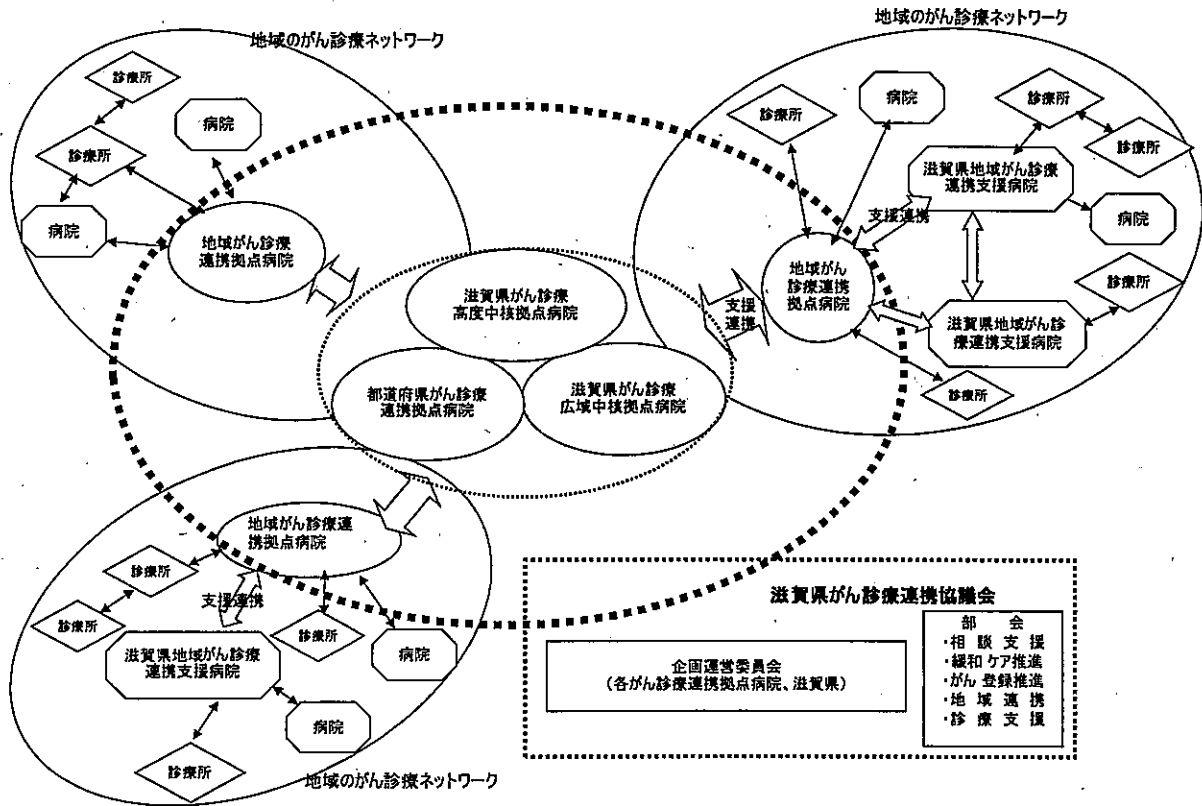 地域のがん診療ネットワーク
診療所
病院
診療所
病院
地域がん診療
連携拠点病院
地域のがん診療ネットワーク
診療所
病院
診療所
診療所
滋賀県地域がん診療
連携支援病院
病院
支援連携
地域がん
診療連携
拠点病院
診療所
滋賀県地域がん診
療連携支援病院
診療所
支援
連携
滋賀県がん診療
高度中核拠点病院
都道府県がん診療
連携拠点病院
滋賀県がん診療
広域中核拠点病院
地域がん診療連
携拠点病院
診療所
支援連携
診療所
診療所
病院
滋賀県地域がん診療
連携支援病院
病院
診療所
地域のがん診療ネットワーク
滋賀県がん診療連携協議会
企画運営委員会
(各がん診療連携拠点病院、滋賀県)
部 会
・相 談 支 援
・緩和 ケア推進
・がん 登録推進
・地 域 連 携
・診 療 支 援